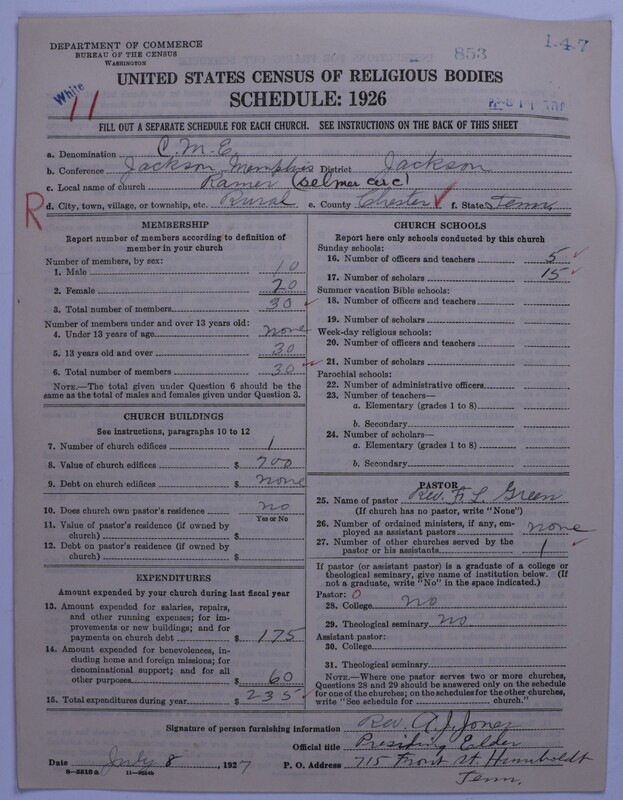 DEPARTMENT OF COMMERCE
BUREAU OF THE CENSUS
WASHINGTON
853
1-4-7
White
11
UNITED STATES CENSUS OF RELIGIOUS BODIES
SCHEDULE: 1926
FILL OUT A SEPARATE SCHEDULE FOR EACH CHURCH. SEE INSTRUCTIONS ON THE BACK OF THIS SHEET
a. Denomination C. M. E.
b. Conference Jackson-Memphis District Jackson
c. Local name of church Ramer (Selmer circ)
R
d. City, town, village, or township, etc. Rural e. County Chester f. State Tenn
MEMBERSHIP
Report number of members according to definition of
member in your church
Number of members, by sex:
1. Male 10
2. Female 20
3. Total number of members 30
Number of members under and over 13 years old:
4. Under 13 years of age none
5. 13 years old and over 30
6. Total number of members 30
NOTE.—The total given under Question 6 should be
same as the total of males and females given under Question 3.
CHURCH BUILDINGS
See instructions, paragraphs 10 to 12
7. Number of church edifices 1
8. Value of church edifices $ 700
9. Debt on church edifices $ none
10. Does church own pastor's residence no
Yes or No
11. Value of pastor's residence (if owned by
church) $
12. Debt on pastor's residence (if owned by
church) $
EXPENDITURES
Amount expended by your church during last fiscal year
13. Amount expended for salaries, repairs,
and other running expenses; for im-
provements or new buildings; and for
payments on church debt $ 175
14. Amount expended for benevolences, in-
cluding home and foreign missions; for
denominational support; and for all
other purposes $ 60
15. Total expenditures during year $ 235
CHURCH SCHOOLS
Report here only schools conducted by this church
Sunday schools:
16. Number of officers and teachers 5
17. Number of scholars 15
Summer vacation Bible schools:
18. Number of officers and teachers
19. Number of scholars
Week-day religious schools:
20. Number of officers and teachers
21. Number of scholars
Parochial schools:
22. Number of administrative officers
23. Number of teachers—
a. Elementary (grades 1 to 8)
b. Secondary
24. Number of scholars—
a. Elementary (grades 1 to 8)
b. Secondary
PASTOR
25. Name of pastor Rev. F. L. Green
(If church has no pastor, write "None")
26. Number of ordained ministers, if any, em-
ployed as assistant pastors none
27. Number of other churches served by the
pastor or his assistants 1
If pastor (or assistant pastor) is a graduate of a college or
theological seminary, give name of institution below. (If
not a graduate, write "No" in the space indicated.)
Pastor: 0
28. College no
29. Theological seminary no
Assistant pastor:
30. College
31. Theological seminary
NOTE.—Where one pastor serves two or more churches,
Questions 28 and 29 should be answered only on the schedule
for one of the churches; on the schedules for the other churches,
write "See schedule for ________ church."
Signature of person furnishing information Rev. A. J. Jones
Official title Presiding Elder
Date July 8, 1927 P. O. Address 715 Front St. Humboldt
Tenn.